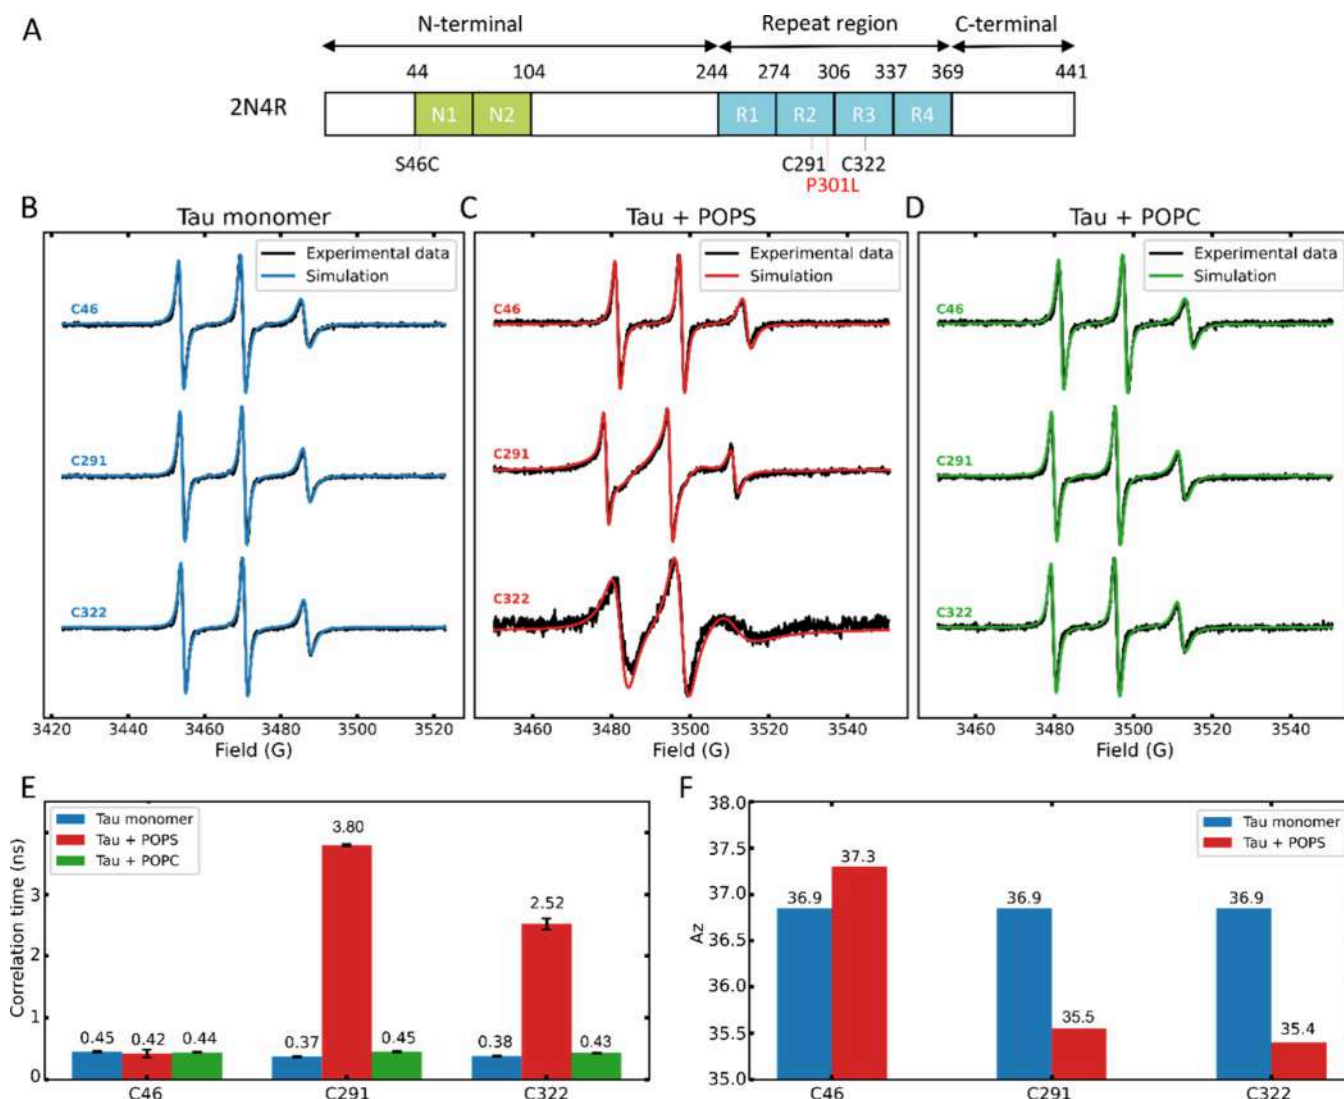 A
N-terminal
Repeat region
C-terminal
44 104 244 274 306 337 369 441
2N4R
N1 N2 R1 R2 R3 R4
S46C C291 C322
P301L
B
Tau monomer
Experimental data
Simulation
C46
C291
C322
3420 3440 3460 3480 3500 3520
Field (G)
C
Tau + POPS
Experimental data
Simulation
C46
C291
C322
3460 3480 3500 3520 3540
Field (G)
D
Tau + POPC
Experimental data
Simulation
C46
C291
C322
3460 3480 3500 3520 3540
Field (G)
E
Tau monomer
Tau + POPS
Tau + POPC
Correlation time (ns)
3
2
1
0
0.45 0.42 0.44
0.37 3.80 0.45
0.38 2.52 0.43
C46 C291 C322
F
Tau monomer
Tau + POPS
Az
38.0
37.5
37.0
36.5
36.0
35.5
35.0
36.9 37.3
36.9 35.5
36.9 35.4
C46 C291 C322